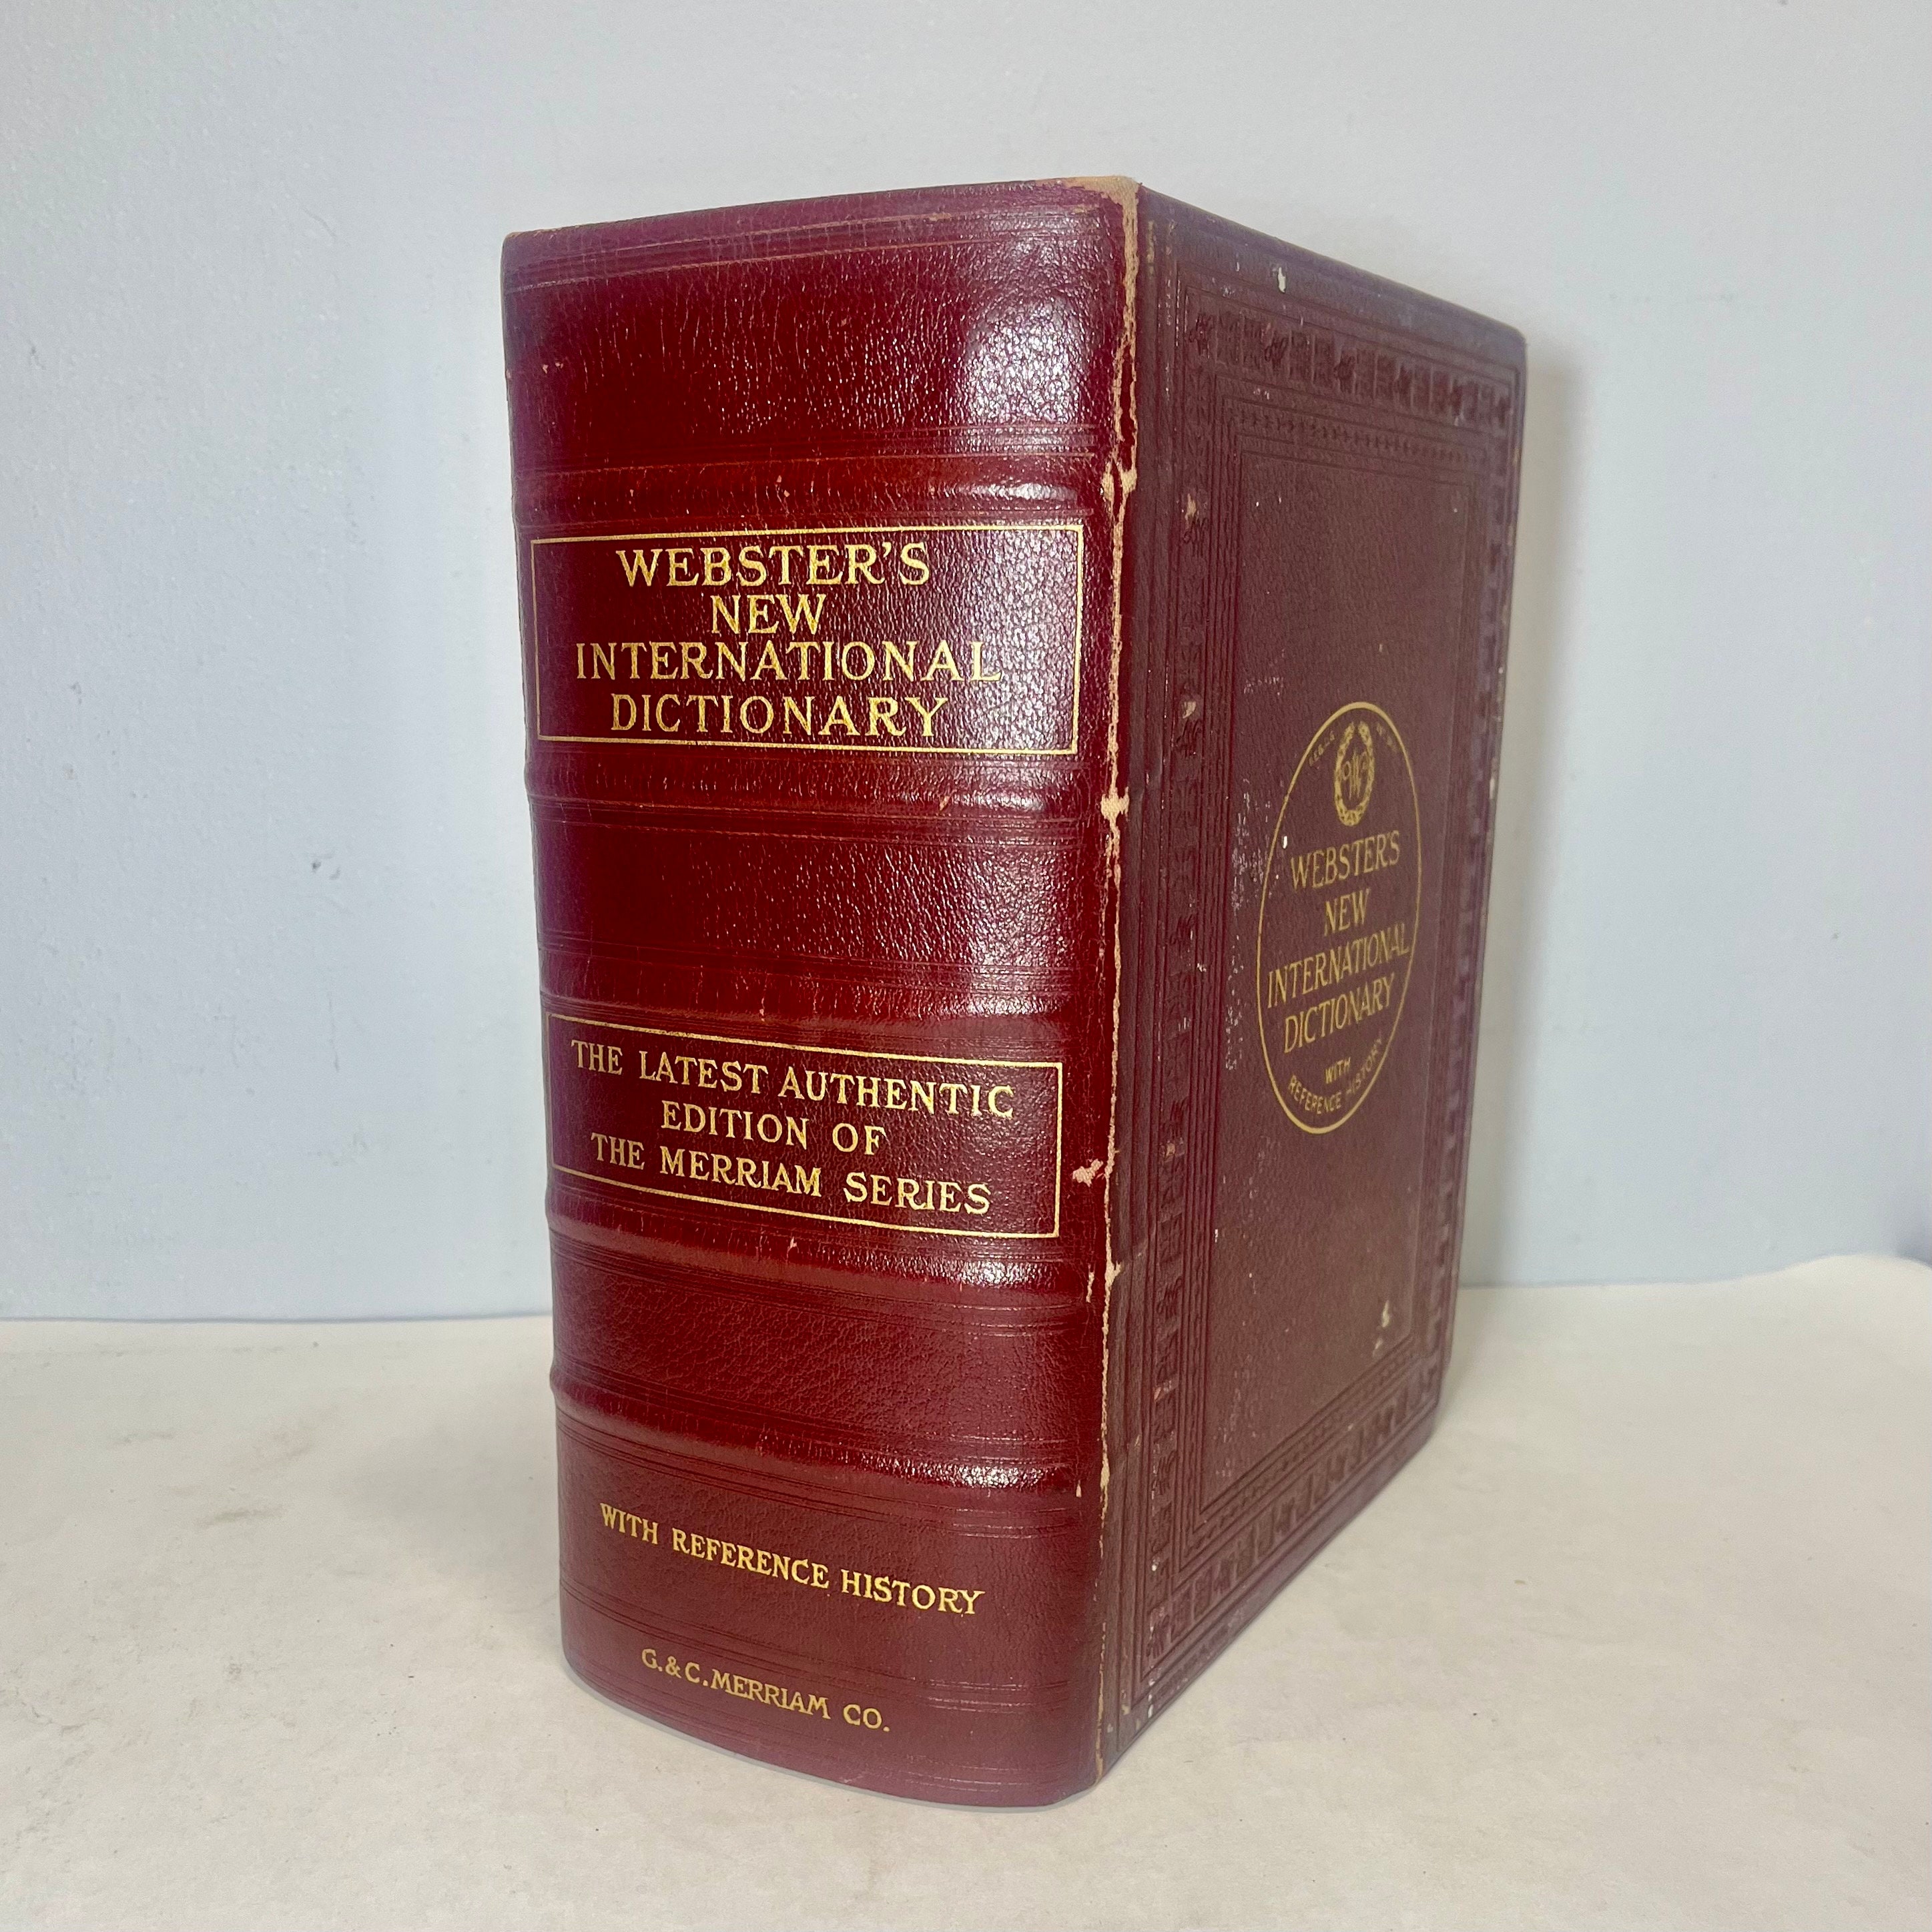 WEBSTER'S
NEW
INTERNATIONAL
DICTIONARY
THE LATEST AUTHENTIC
EDITION OF
THE MERRIAM SERIES
WITH REFERENCE HISTORY
G.&C. MERRIAM CO.
WEBSTER'S
NEW
INTERNATIONAL
DICTIONARY
WITH
REFERENCE HISTORY